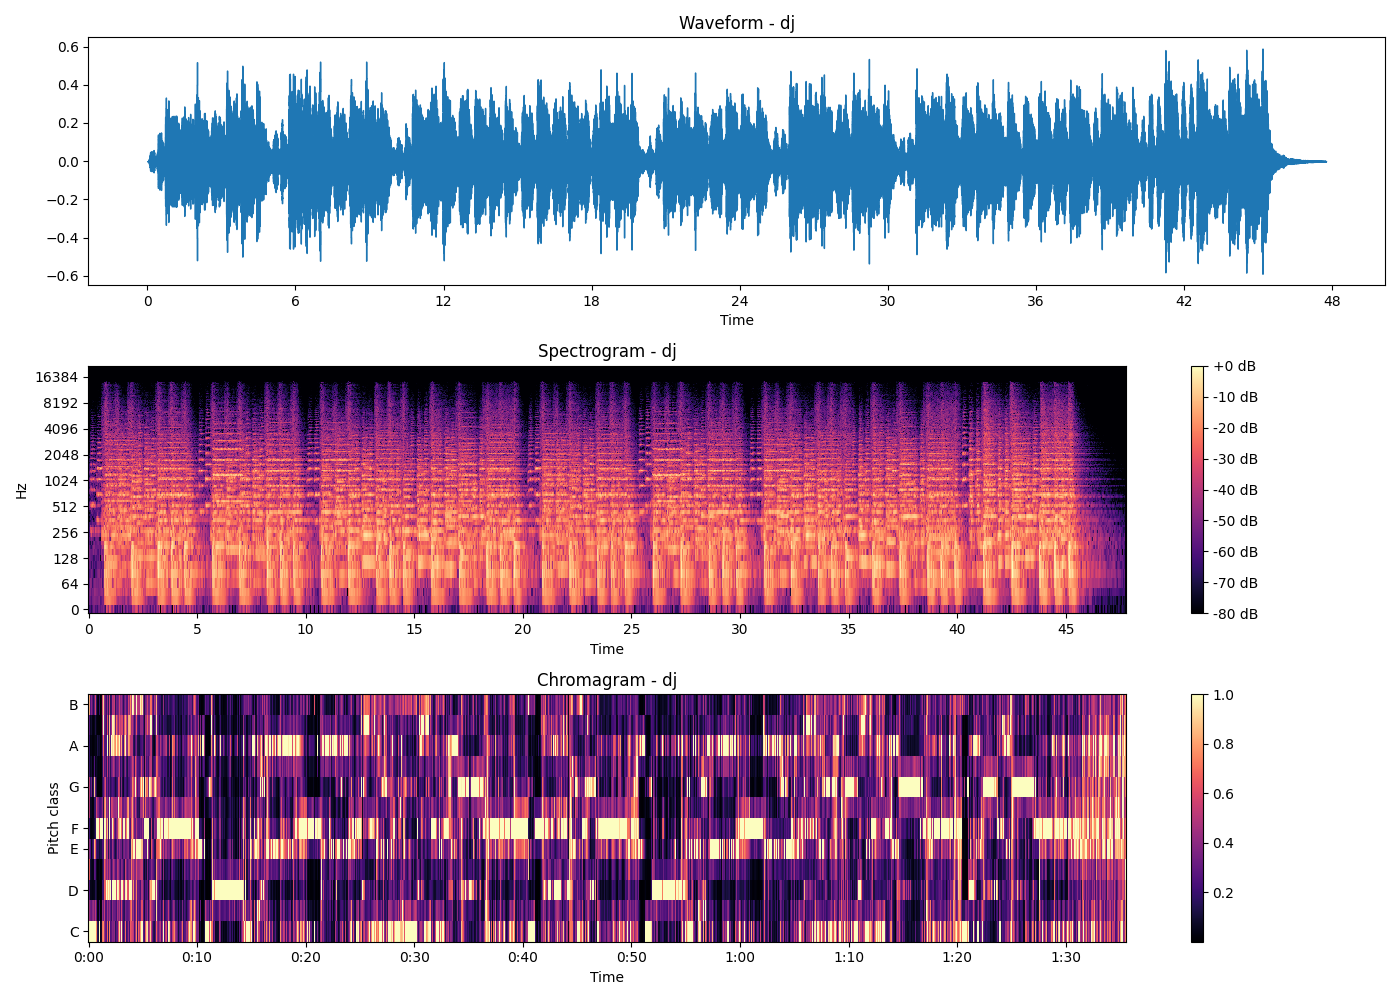 Waveform - dj
0.6
0.4
0.2
0.0
−0.2
−0.4
−0.6
0 6 12 18 24 30 36 42 48
Time
Spectrogram - dj
Hz
16384
8192
4096
2048
1024
512
256
128
64
0
0 5 10 15 20 25 30 35 40 45
Time
+0 dB
-10 dB
-20 dB
-30 dB
-40 dB
-50 dB
-60 dB
-70 dB
-80 dB
Chromagram - dj
Pitch class
B
A
G
F
E
D
C
0:00 0:10 0:20 0:30 0:40 0:50 1:00 1:10 1:20 1:30
Time
1.0
0.8
0.6
0.4
0.2